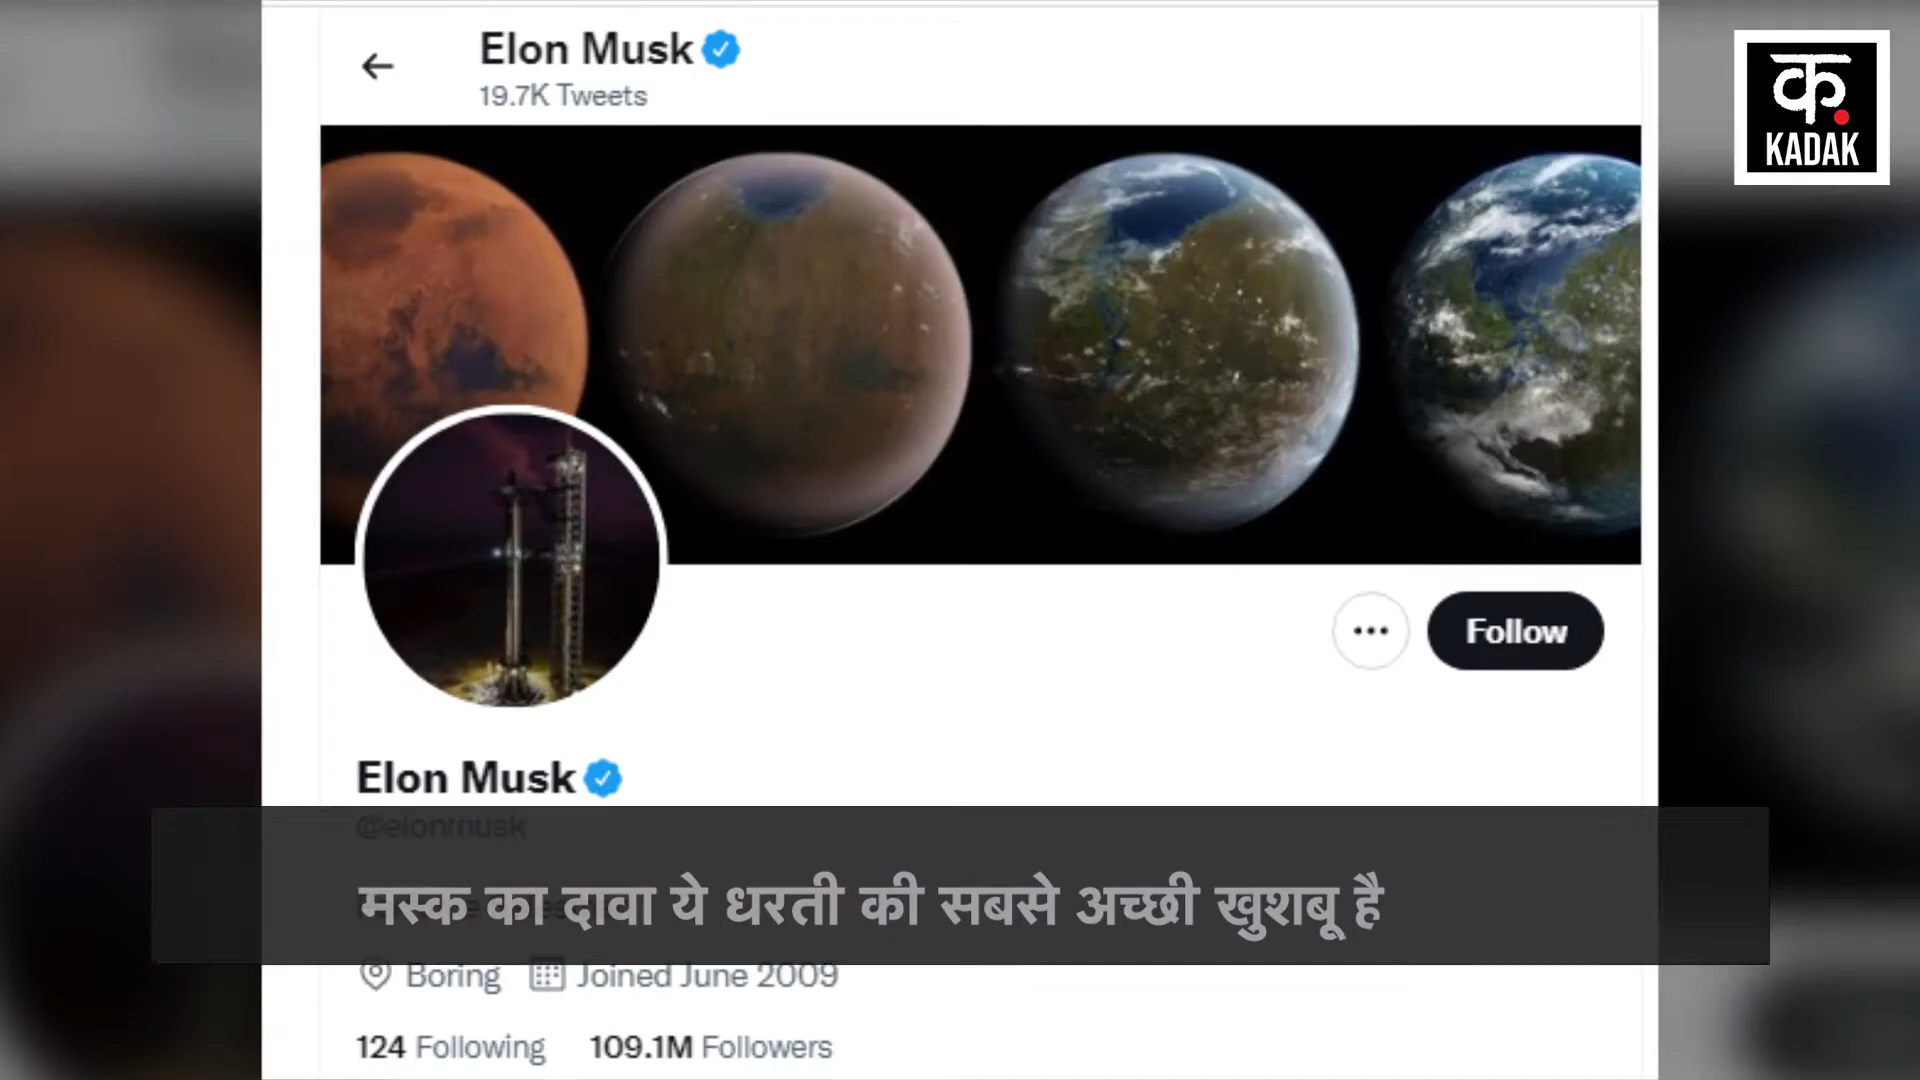 Elon Musk
19.7K Tweets
क
KADAK
Follow
Elon Musk
@elonmusk
मस्क का दावा ये धरती की सबसे अच्छी खुशबू है
Boring Joined June 2009
124 Following 109.1M Followers